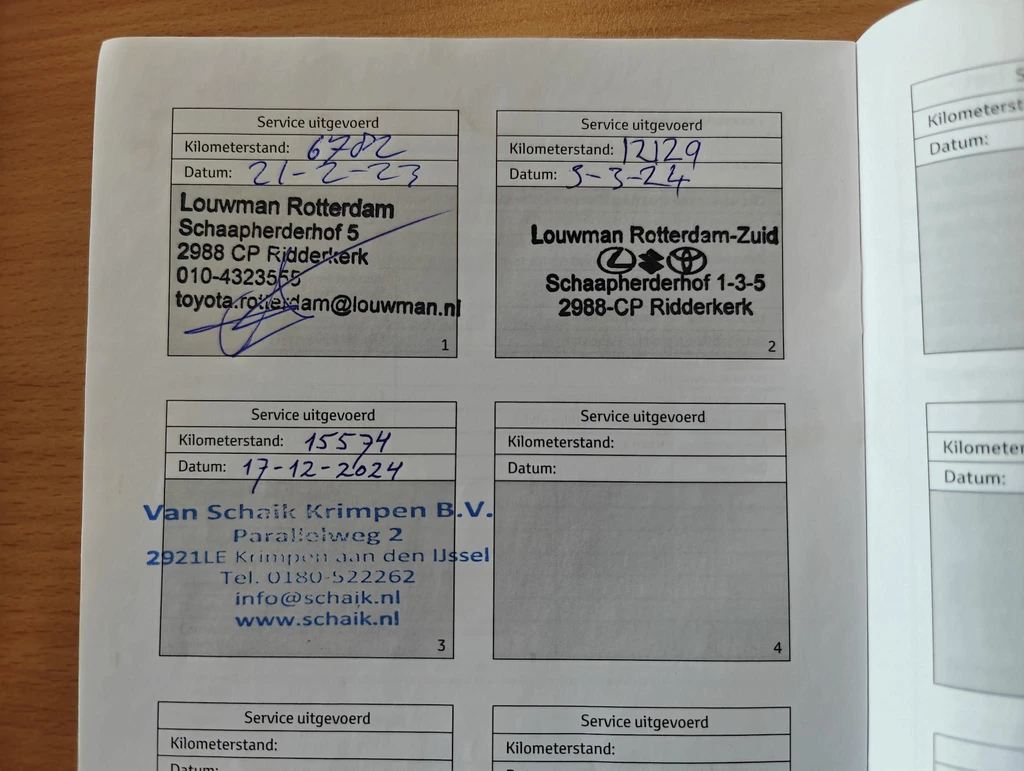 Service uitgevoerd
Kilometerstand: 6782
Datum: 21-2-23
Louwman Rotterdam
Schaapherderhof 5
2988 CP Ridderkerk
010-4323555
toyota.rotterdam@louwman.nl
1
Service uitgevoerd
Kilometerstand: 12129
Datum: 5-3-24
Louwman Rotterdam-Zuid
Schaapherderhof 1-3-5
2988-CP Ridderkerk
2
Service uitgevoerd
Kilometerstand: 15574
Datum: 17-12-2024
Van Schaik Krimpen B.V.
Parallelweg 2
2921LE Krimpen aan den IJssel
Tel. 0180-522262
info@schaik.nl
www.schaik.nl
3
Service uitgevoerd
Kilometerstand:
Datum:
4
Service uitgevoerd
Kilometerstand:
Datum:
Service uitgevoerd
Kilometerstand:
Kilometerst
Datum:
Kilometer
Datum: